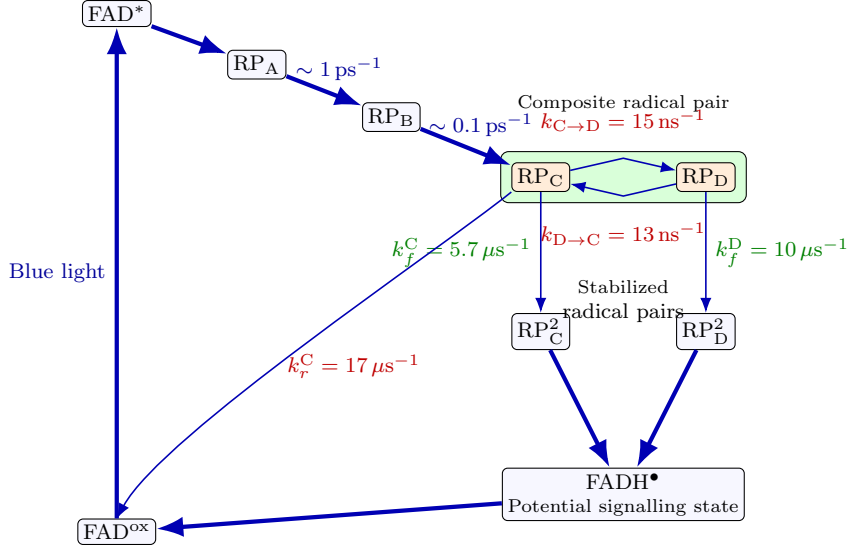 FAD*
RP_A
∼ 1 ps⁻¹
RP_B
∼ 0.1 ps⁻¹
Composite radical pair
k_{C→D} = 15 ns⁻¹
RP_C
RP_D
k_{D→C} = 13 ns⁻¹
k_f^C = 5.7 μs⁻¹
k_f^D = 10 μs⁻¹
Blue light
Stabilized
radical pairs
RP_C^2
RP_D^2
k_r^C = 17 μs⁻¹
FADH•
Potential signalling state
FAD^ox